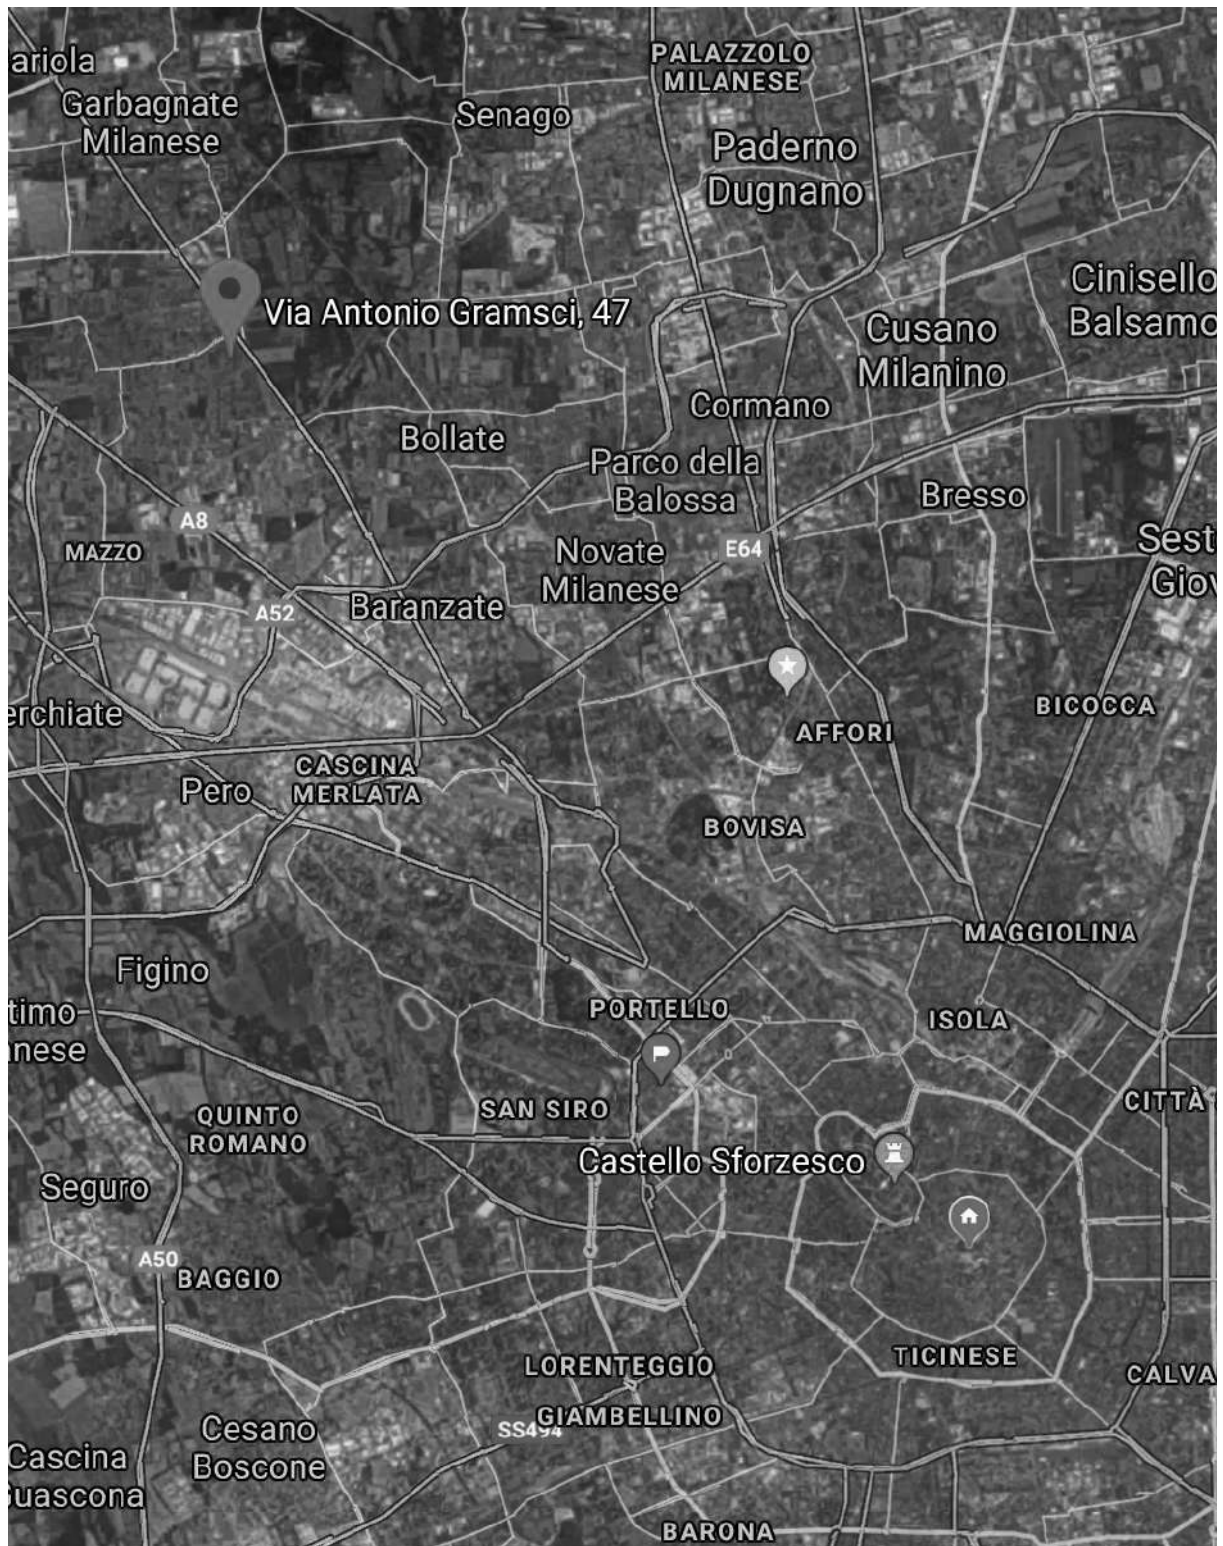 PALAZZOLO
MILANESE
ariola
Garbagnate
Milanese
Senago
Paderno
Dugnano
Cinisello
Balsamo
Via Antonio Gramsci, 47
Cusano
Milanino
Cormano
Bollate
Parco della
Balossa
Bresso
A8
MAZZO
Novate
Milanese
E64
Sest
Giov
A52
Baranzate
erchiate
BICOCCA
AFFORI
CASCINA
MERLATA
Pero
BOVISA
MAGGIOLINA
Figino
timo
anese
PORTELLO
ISOLA
QUINTO
ROMANO
SAN SIRO
CITTÀ
Castello Sforzesco
Seguro
A50
BAGGIO
TICINESE
LORENTEGGIO
CALVA
GIAMBELLINO
SS494
Cesano
Boscone
Cascina
Guascona
BARONA